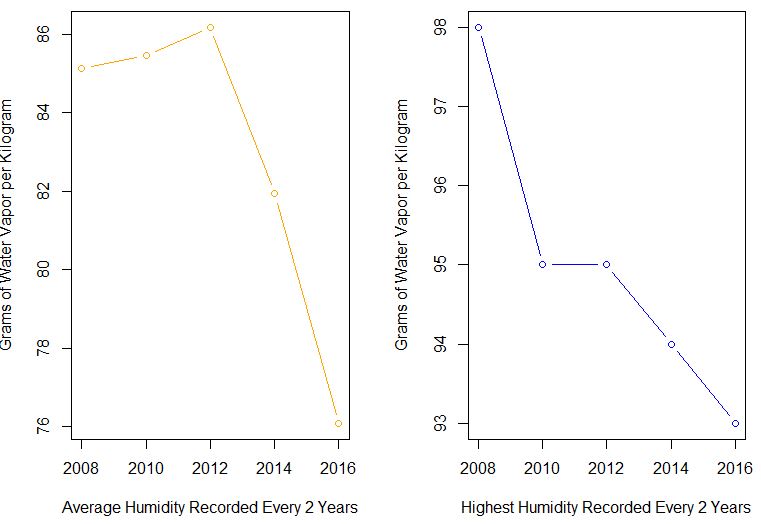 Grams of Water Vapor per Kilogram
86
84
82
80
78
76
2008 2010 2012 2014 2016
Average Humidity Recorded Every 2 Years
Grams of Water Vapor per Kilogram
98
97
96
95
94
93
2008 2010 2012 2014 2016
Highest Humidity Recorded Every 2 Years